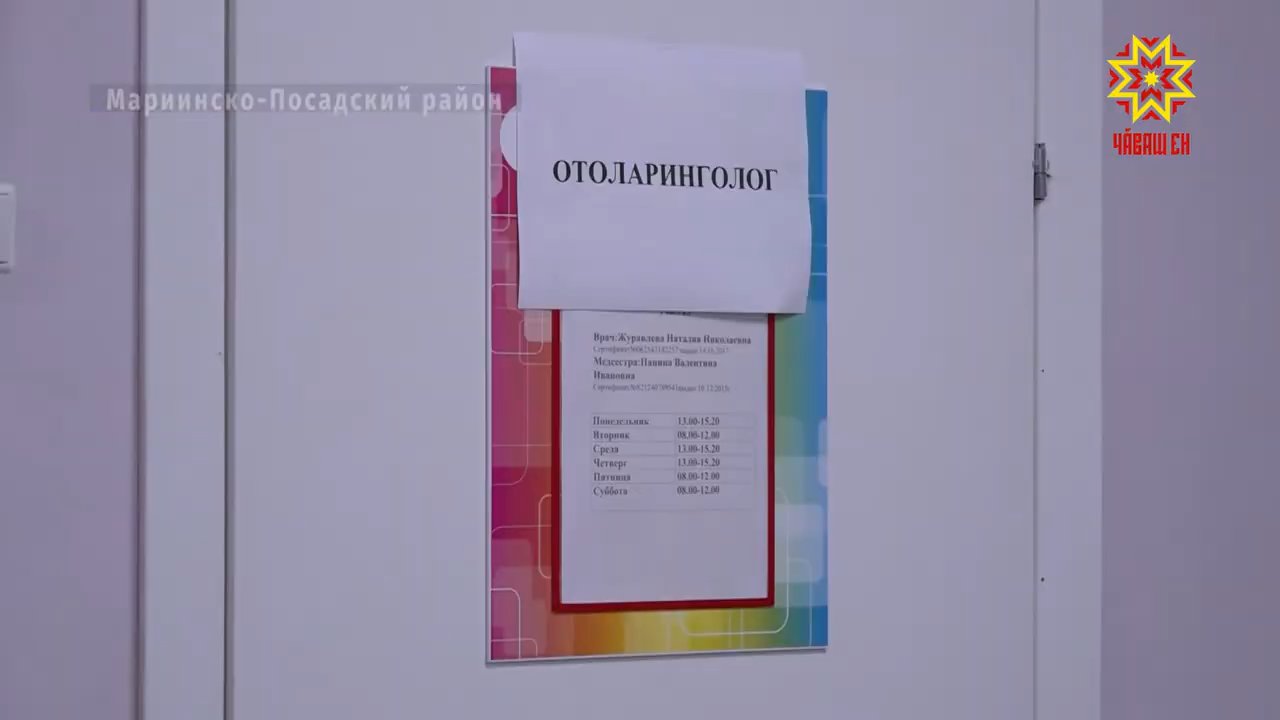 Мариинско-Посадский район
ЧӐВАШ ЕН
ОТОЛАРИНГОЛОГ
Врач:Журавлева Наталия Николаевна
Медсестра:Панина Валентина
Ивановна
Понедельник 13.00-15.20
Вторник 08.00-12.00
Среда 13.00-15.20
Четверг 13.00-15.20
Пятница 08.00-12.00
Суббота 08.00-12.00